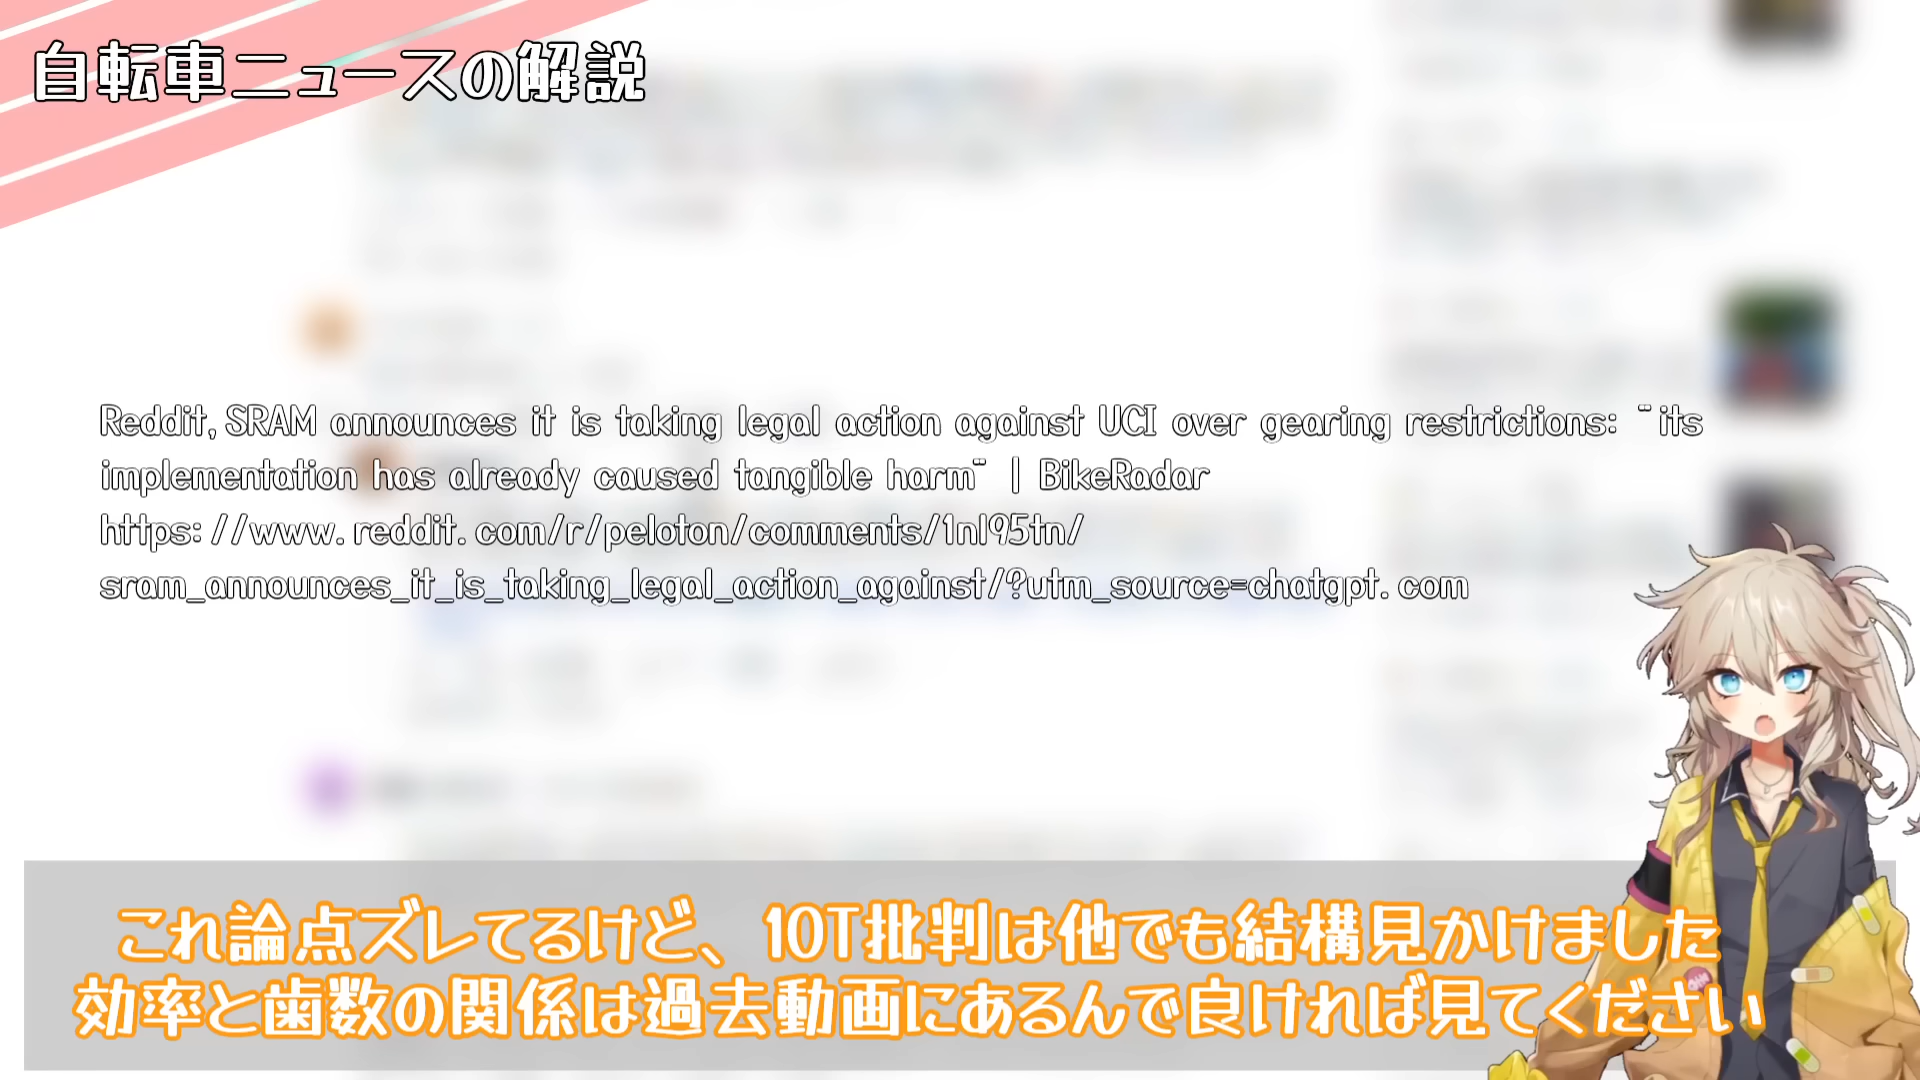 自転車ニュースの解説
Reddit, SRAM announces it is taking legal action against UCI over gearing restrictions: "its
implementation has already caused tangible harm" | BikeRadar
https://www.reddit.com/r/peloton/comments/1nl95tn/
sram_announces_it_is_taking_legal_action_against/?utm_source=chatgpt.com
これ論点ズレてるけど、10T批判は他でも結構見かけました
効率と歯数の関係は過去動画にあるんで良ければ見てください